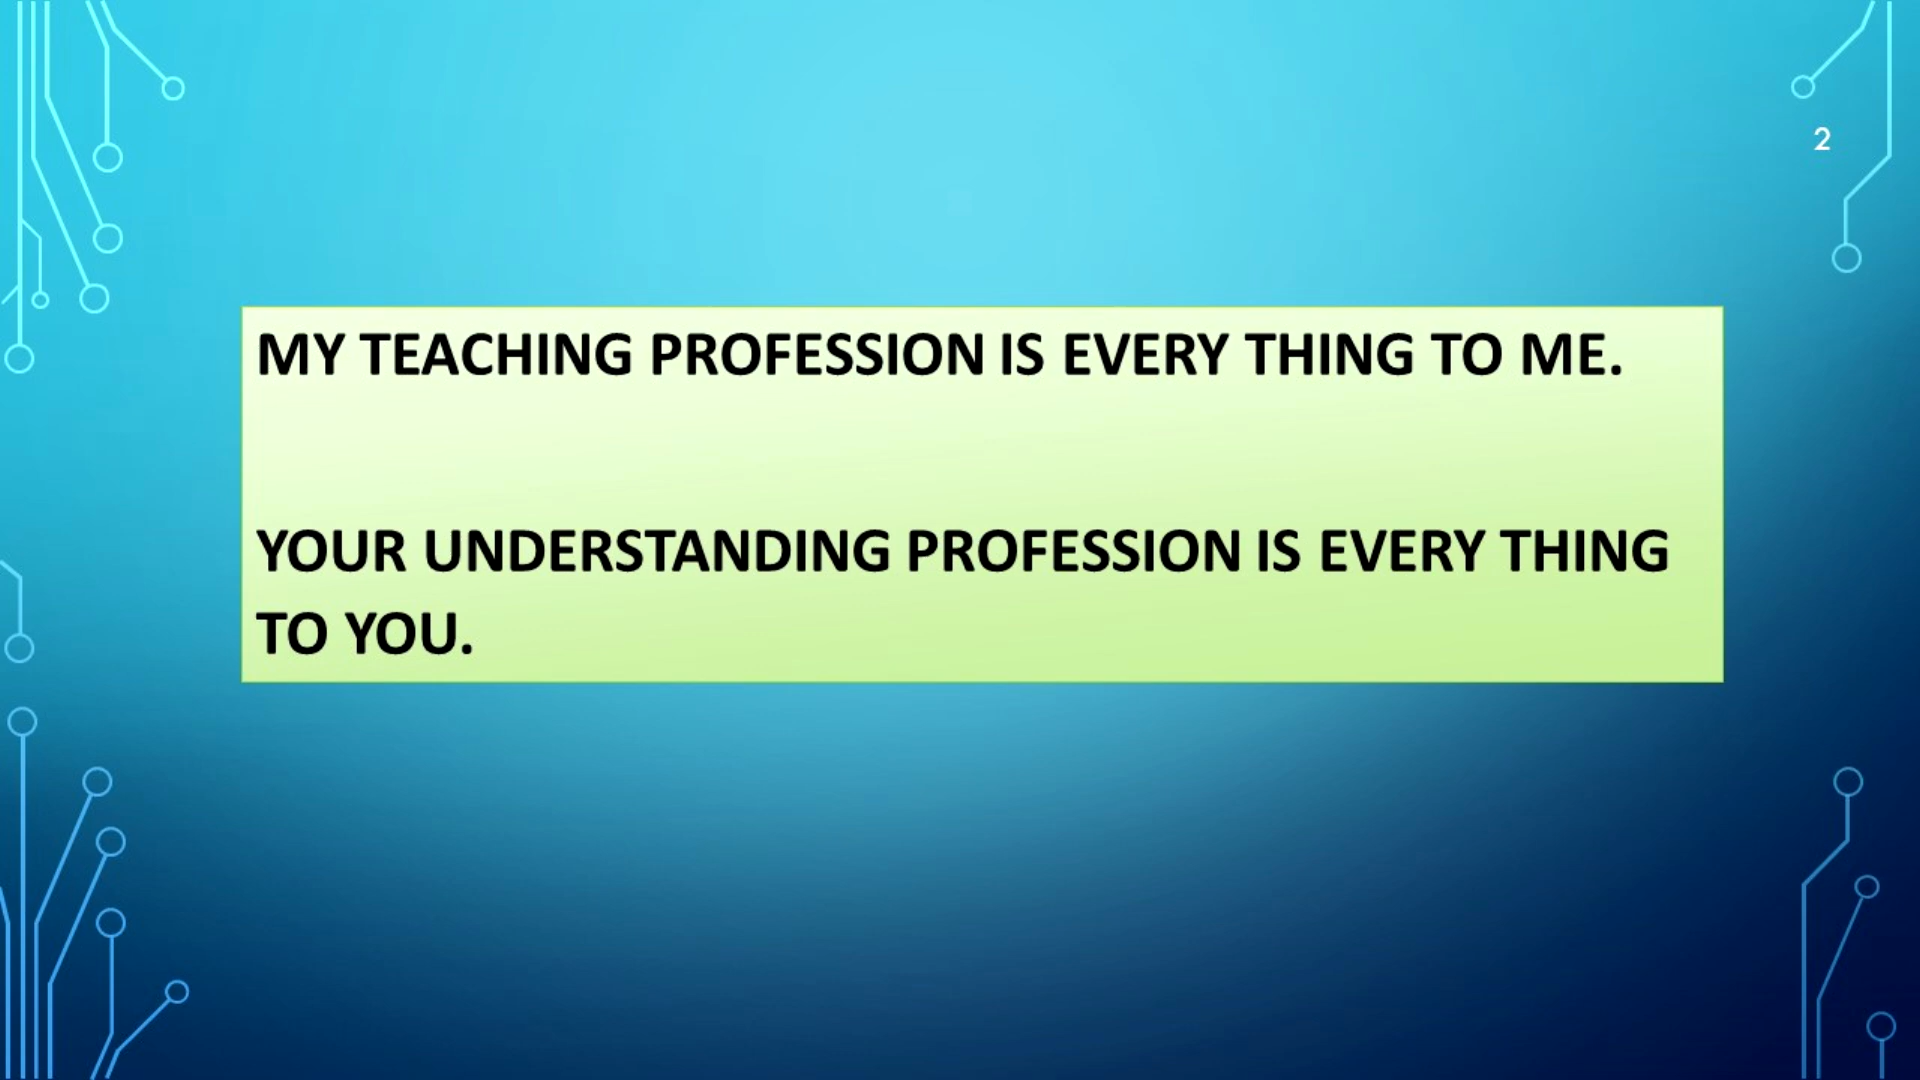 2
MY TEACHING PROFESSION IS EVERY THING TO ME.
YOUR UNDERSTANDING PROFESSION IS EVERY THING
TO YOU.